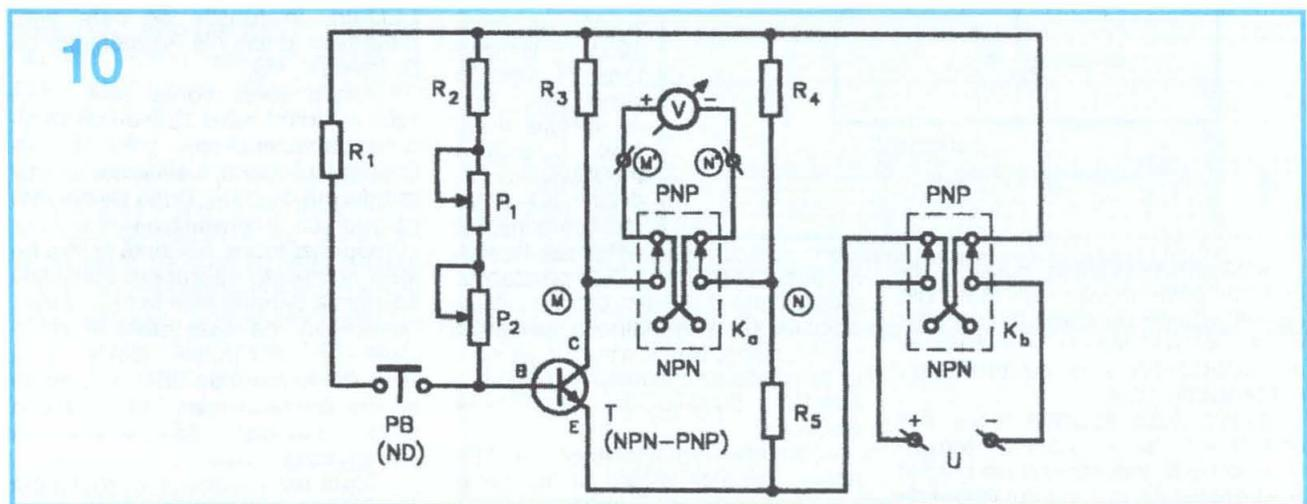 10
R1
R2
R3
R4
+ V −
M' N'
PNP
PNP
P1
P2
M
N
Ka
Kb
NPN
NPN
C
B
E
T
(NPN–PNP)
R5
PB
(ND)
+ −
U